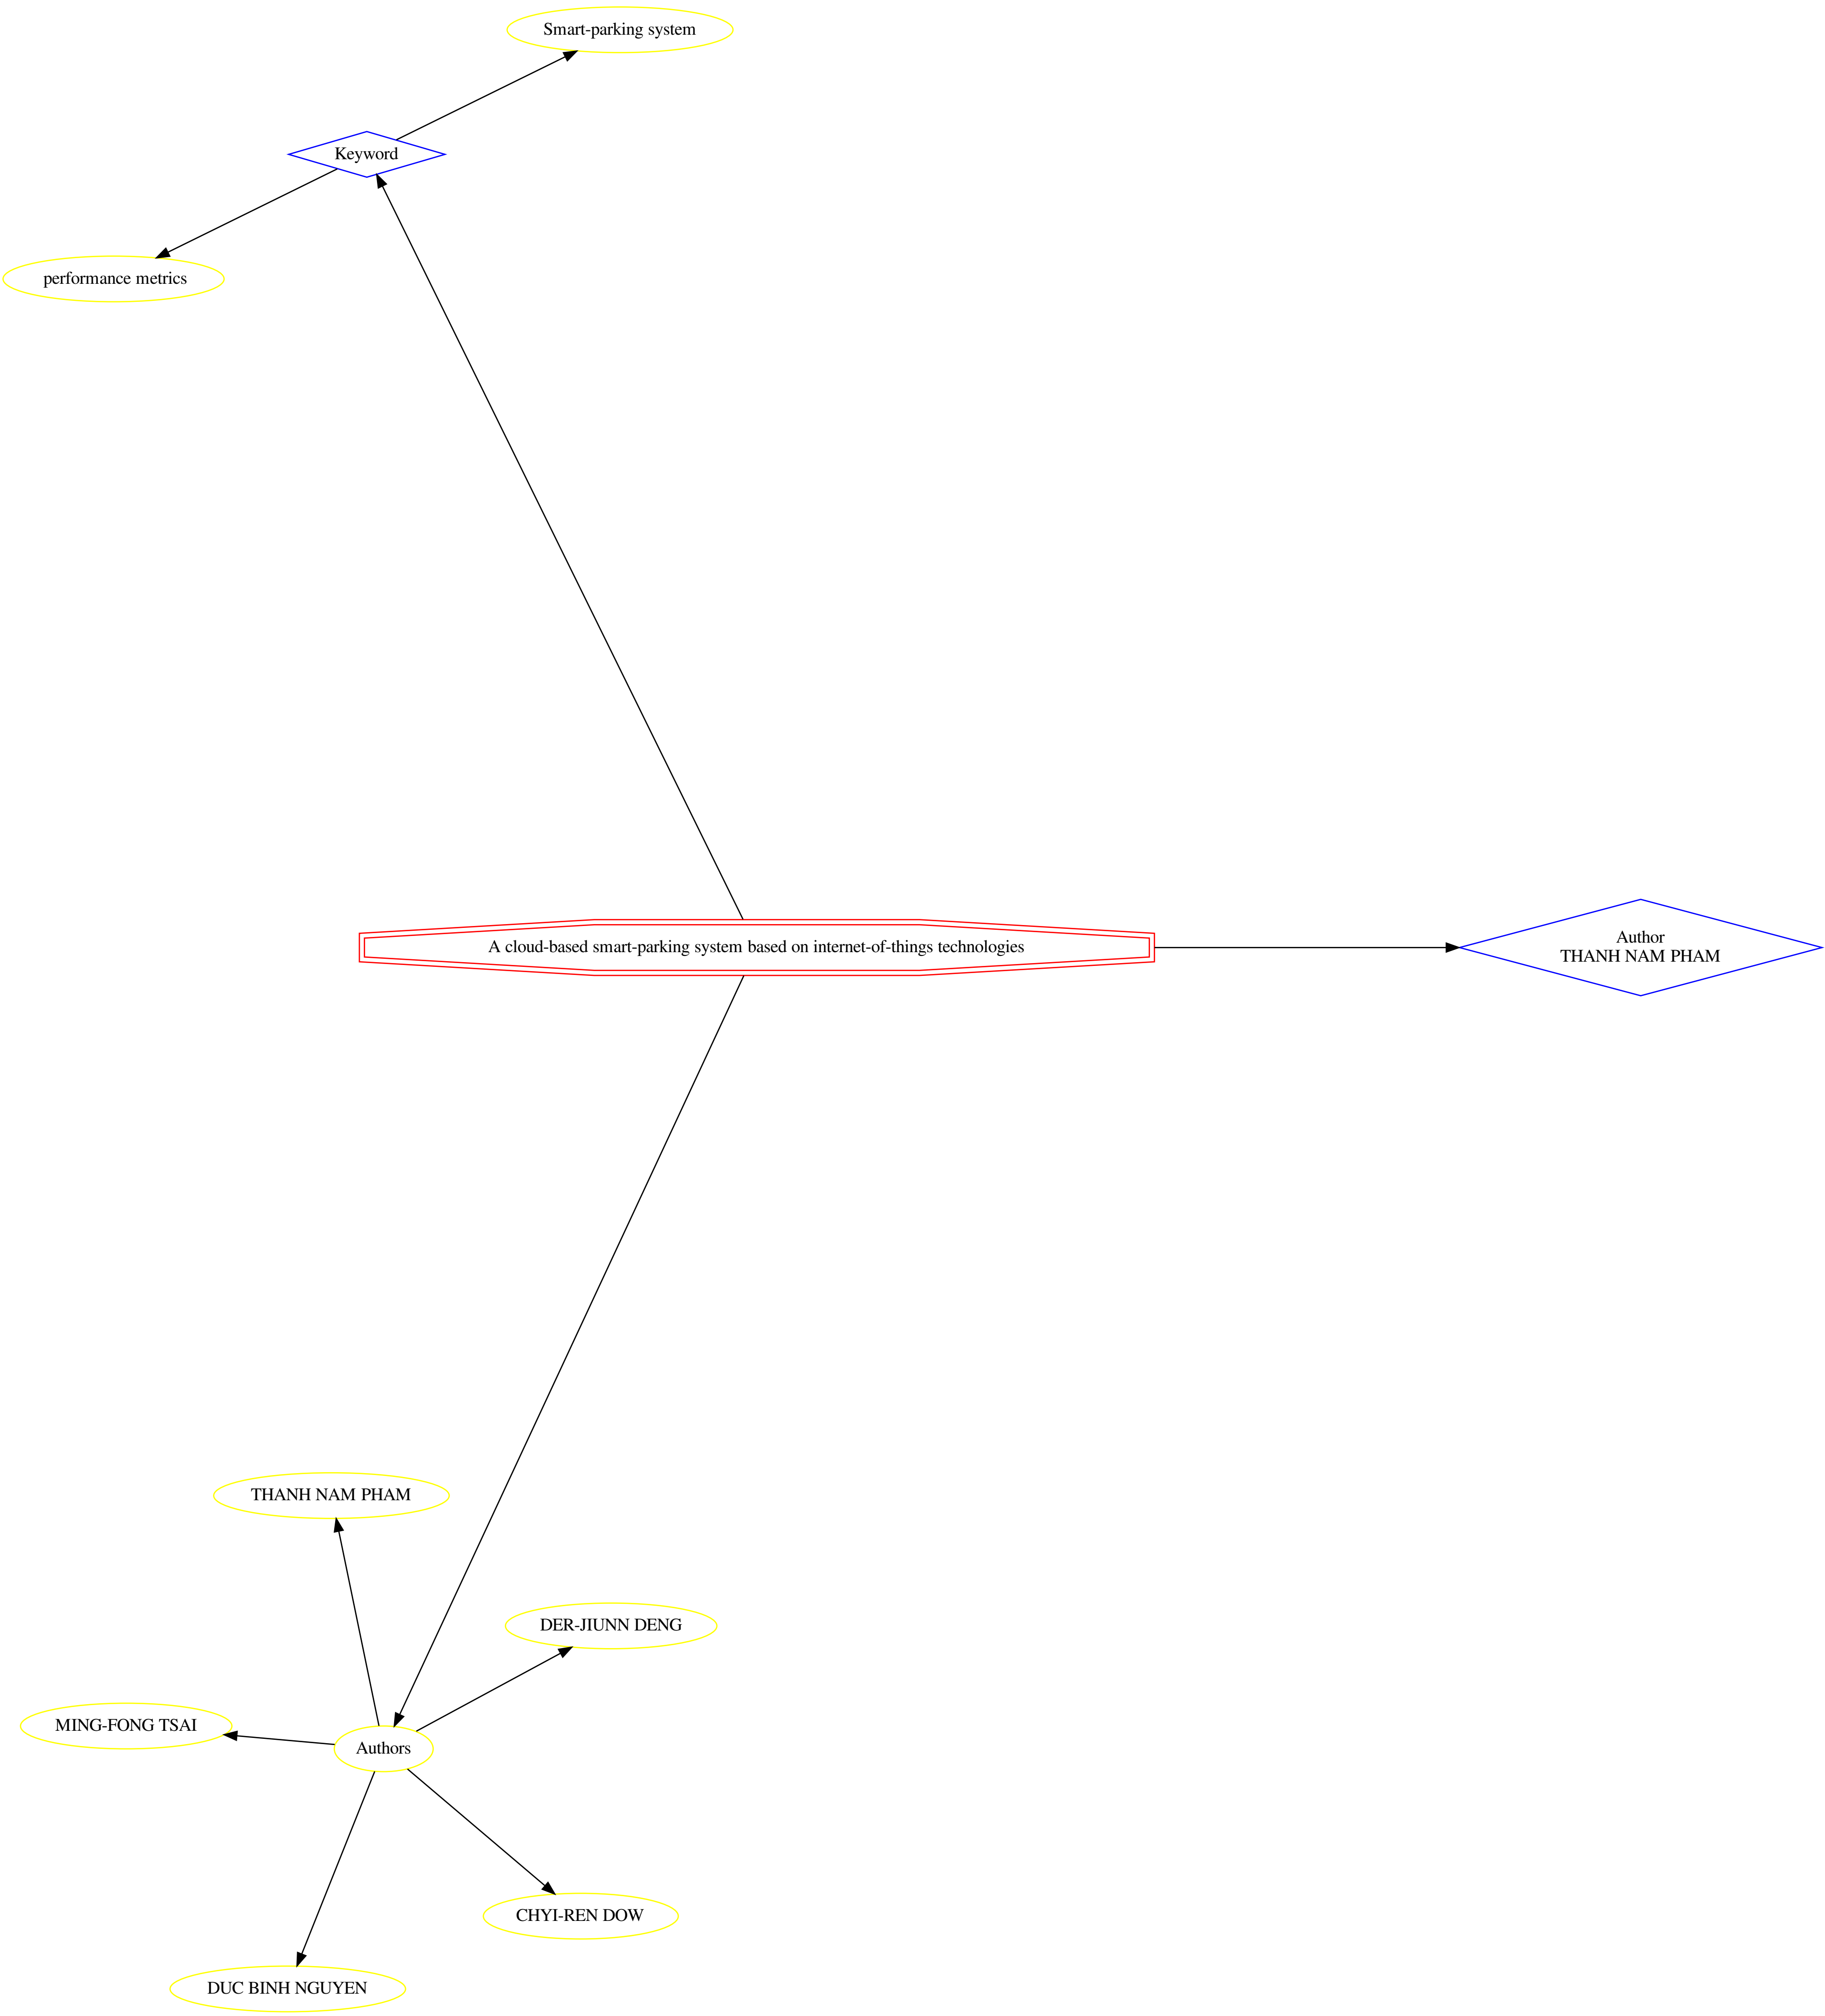 Smart-parking system
Keyword
performance metrics
A cloud-based smart-parking system based on internet-of-things technologies
Author
THANH NAM PHAM
THANH NAM PHAM
DER-JIUNN DENG
MING-FONG TSAI
Authors
CHYI-REN DOW
DUC BINH NGUYEN